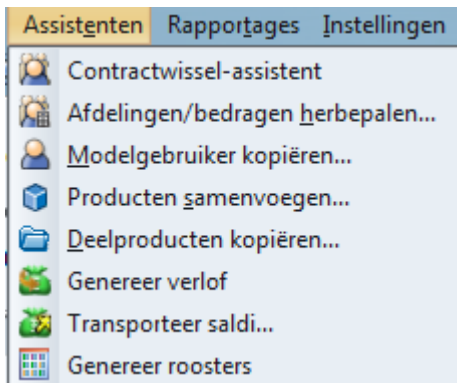 Assistenten Rapportages Instellingen
Contractwissel-assistent
Afdelingen/bedragen herbepalen...
Modelgebruiker kopiëren...
Producten samenvoegen...
Deelproducten kopiëren...
Genereer verlof
Transporteer saldi...
Genereer roosters